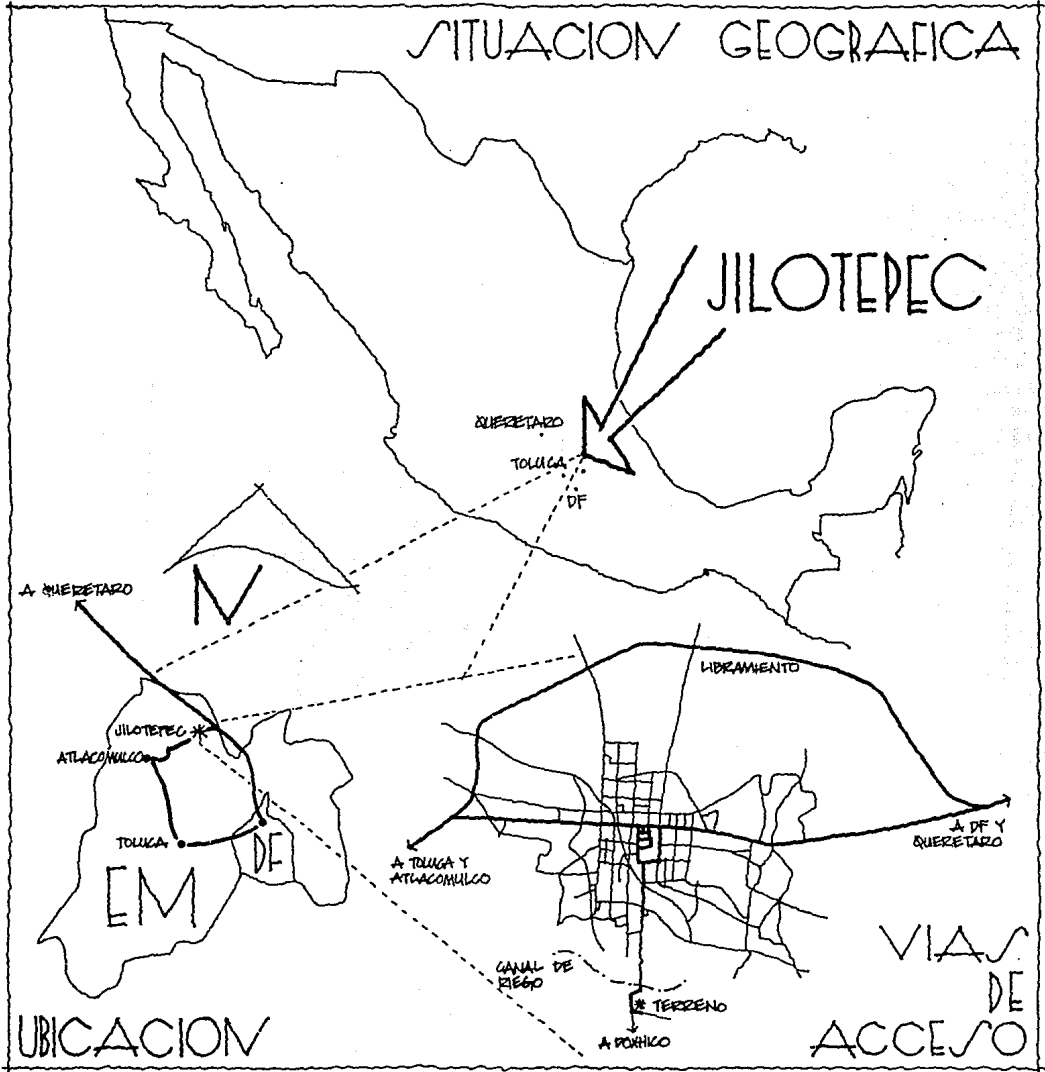 SITUACION GEOGRAFICA
JILOTEPEC
QUERETARO
TOLUCA
DF
N
A QUERETARO
LIBRAMIENTO
JILOTEPEC
ATLACOMULCO
TOLUCA
DF
EM
A DF Y
QUERETARO
A TOLUCA Y
ATLACOMULCO
CANAL DE
RIEGO
TERRENO
A DOXHICO
UBICACION
VIAS
DE
ACCESO